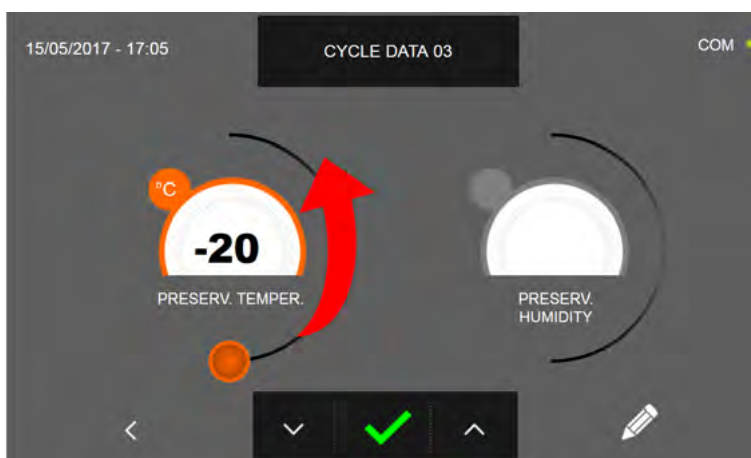 15/05/2017 - 17:05
CYCLE DATA 03
COM
°C
-20
PRESERV. TEMPER.
PRESERV.
HUMIDITY